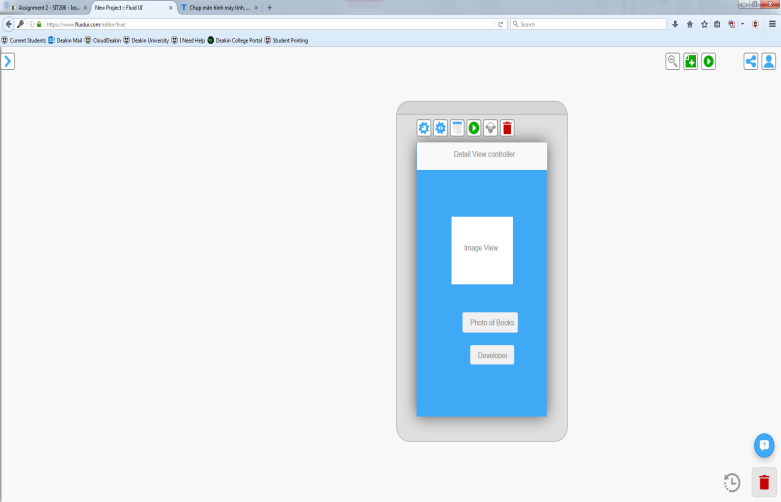 Assignment 2 - SIT206 - Ios...
New Project :: Fluid UI
Chụp màn hình máy tính, ...
https://www.fluidui.com/editor/live/
Search
Current Students
Deakin Mail
CloudDeakin
Deakin University
I Need Help
Deakin College Portal
Student Printing
Detail View controller
Image View
Photo of Books
Developer